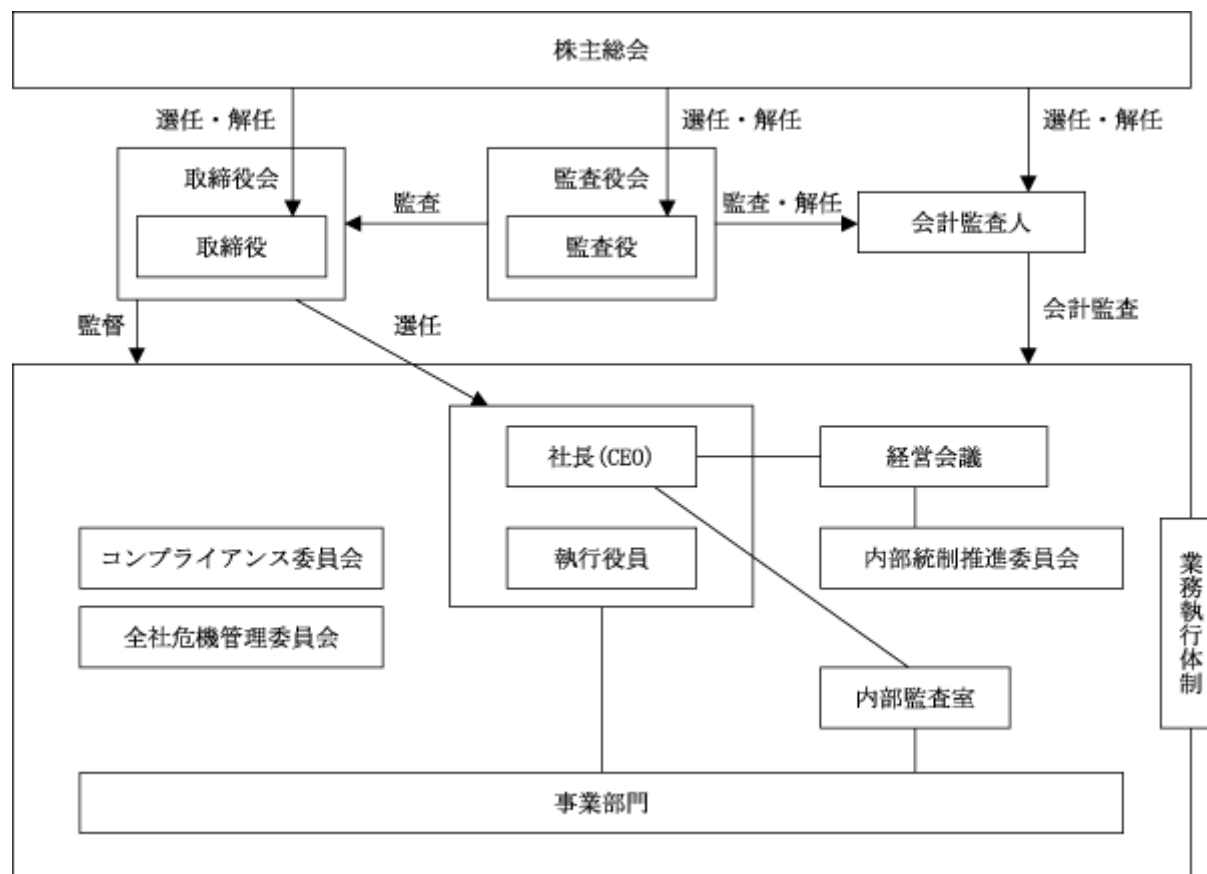 株主総会
選任・解任
選任・解任
選任・解任
取締役会
監査役会
監査
監査・解任
会計監査人
取締役
監査役
監督
選任
会計監査
社長(CEO)
経営会議
コンプライアンス委員会
執行役員
内部統制推進委員会
業務執行体制
全社危機管理委員会
内部監査室
事業部門